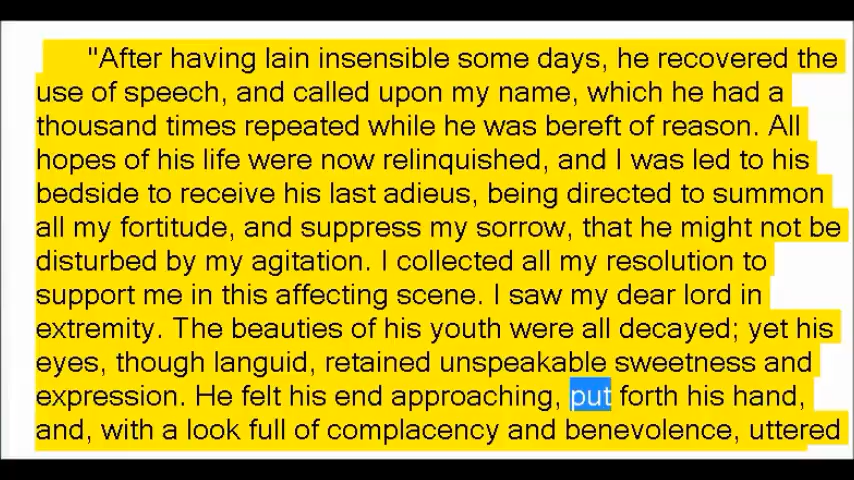 "After having lain insensible some days, he recovered the
use of speech, and called upon my name, which he had a
thousand times repeated while he was bereft of reason. All
hopes of his life were now relinquished, and I was led to his
bedside to receive his last adieus, being directed to summon
all my fortitude, and suppress my sorrow, that he might not be
disturbed by my agitation. I collected all my resolution to
support me in this affecting scene. I saw my dear lord in
extremity. The beauties of his youth were all decayed; yet his
eyes, though languid, retained unspeakable sweetness and
expression. He felt his end approaching, put forth his hand,
and, with a look full of complacency and benevolence, uttered